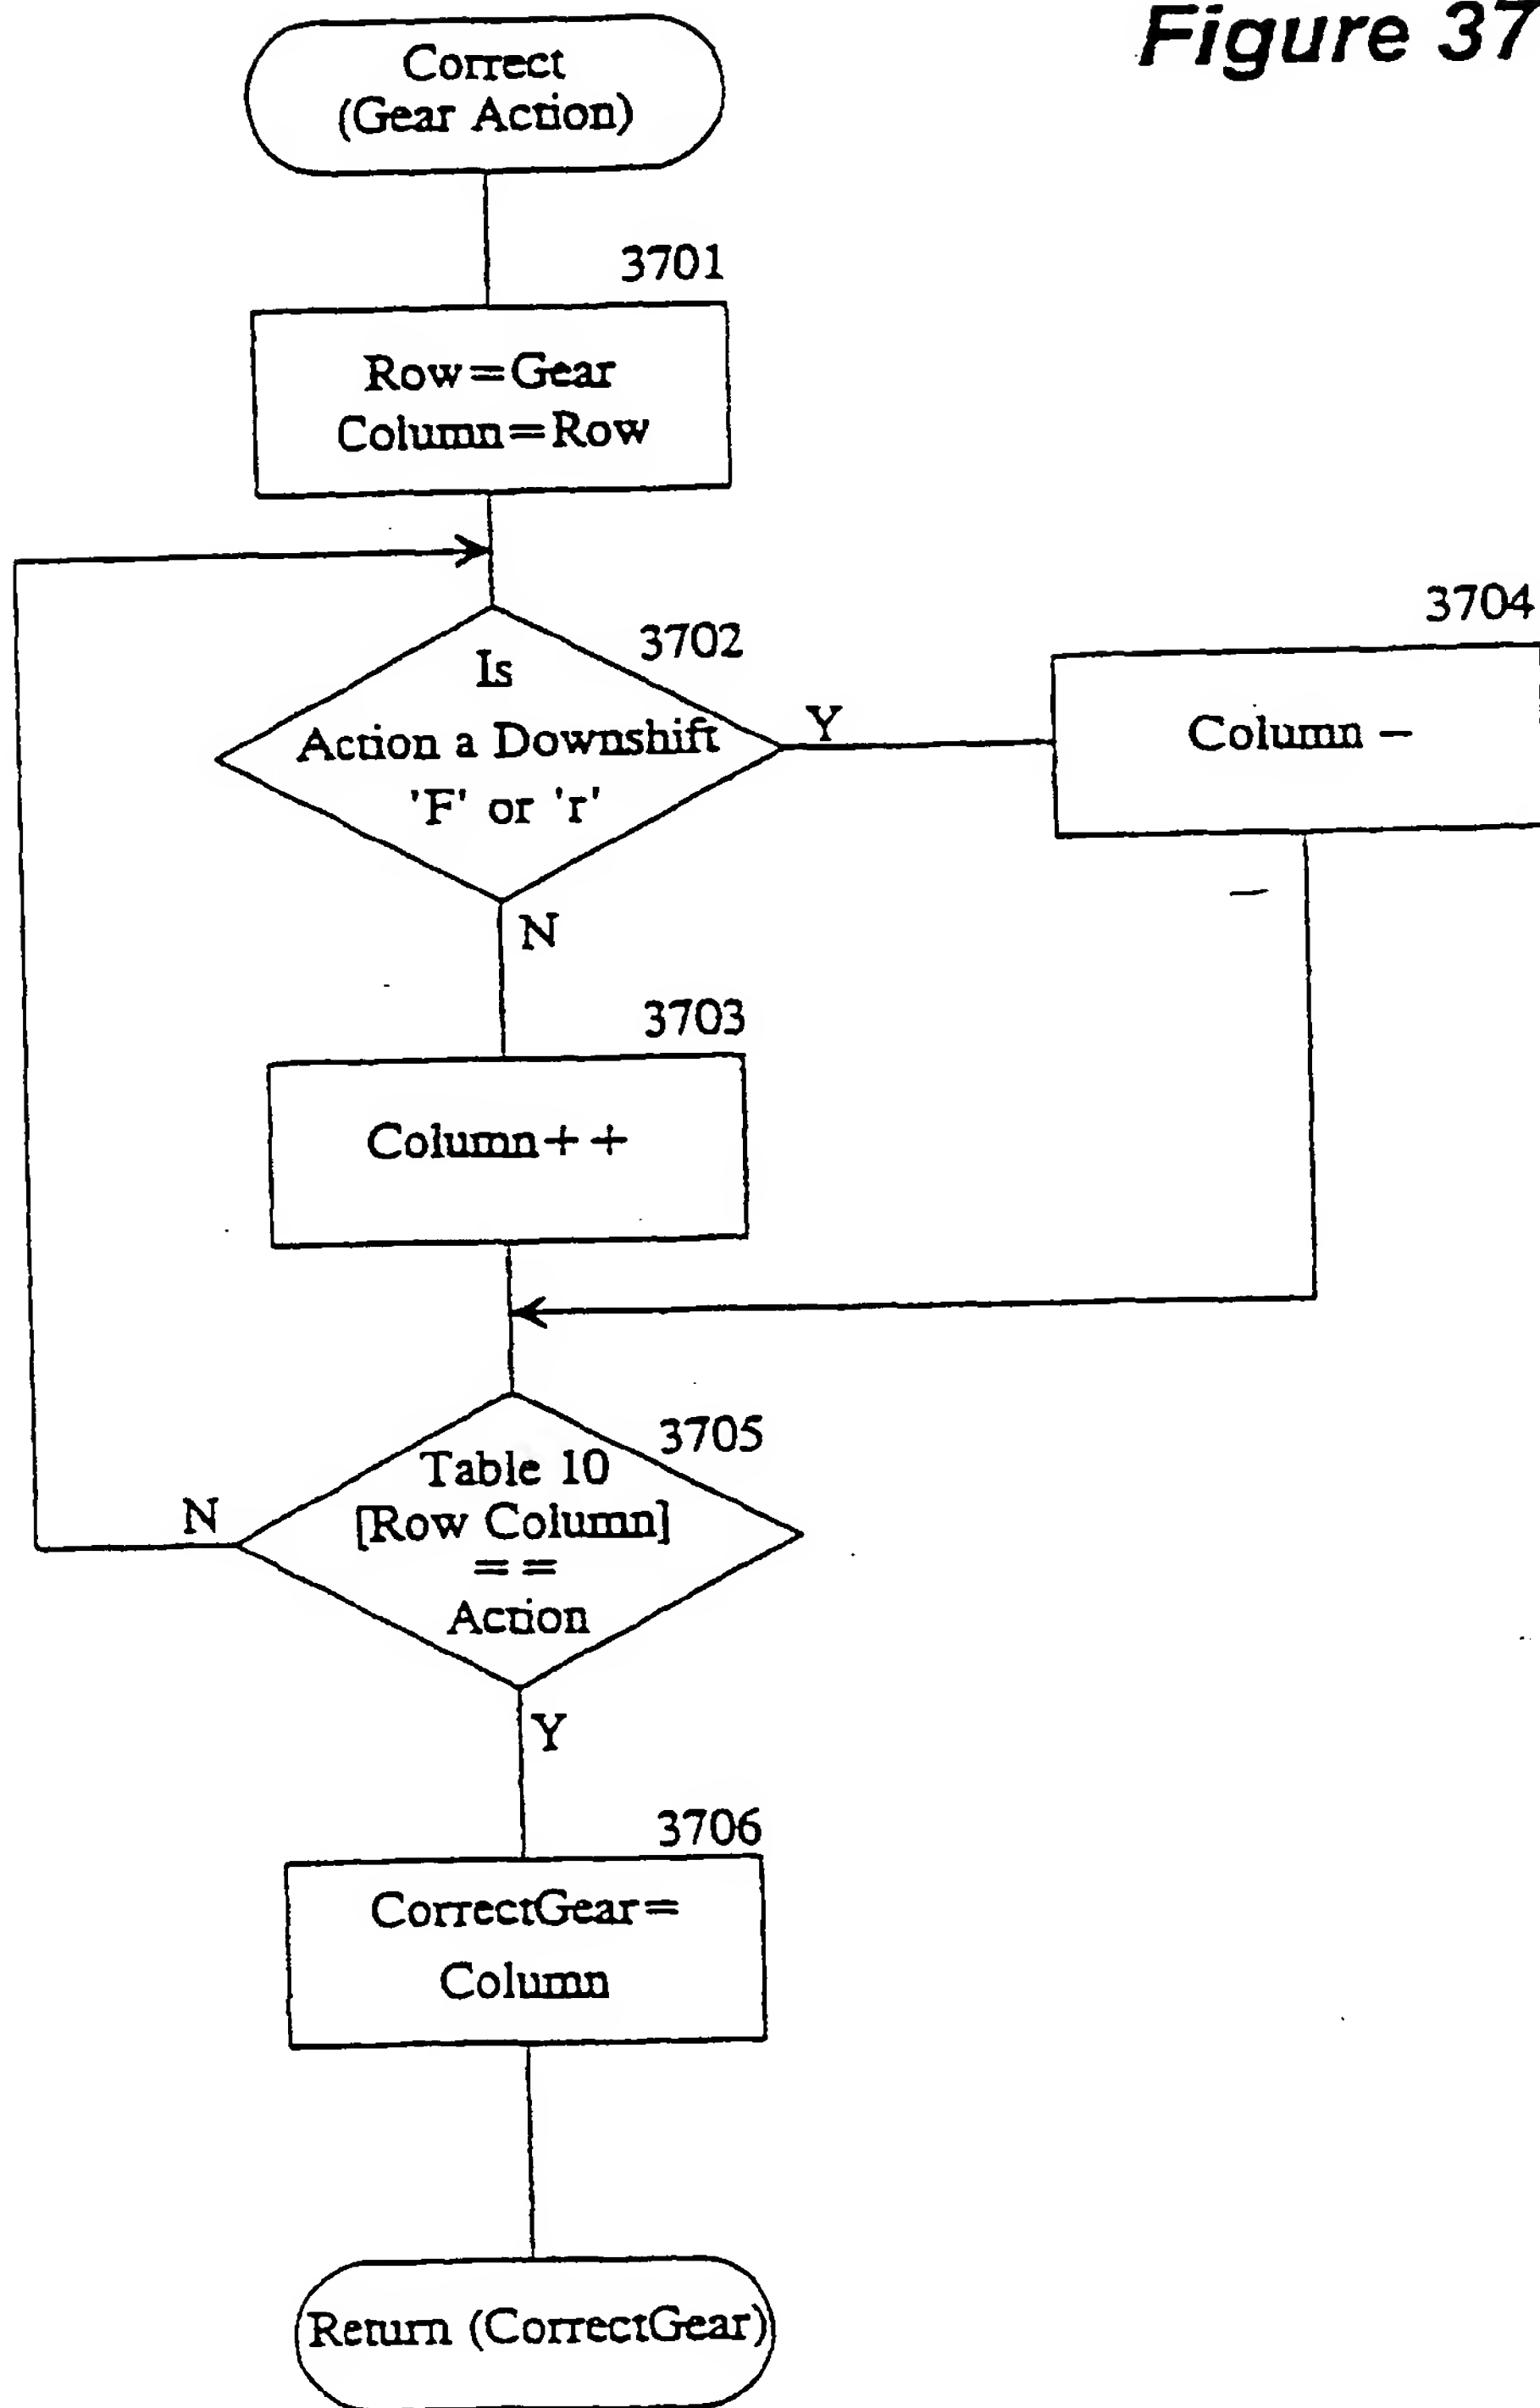 Figure 37
Correct
(Gear Action)
3701
Row=Gear
Column=Row
3702
Is
Action a Downshift
'F' or 'r'
Y
N
3704
Column –
3703
Column++
3705
Table 10
[Row Column]
==
Action
N
Y
3706
CorrectGear=
Column
Return (CorrectGear)